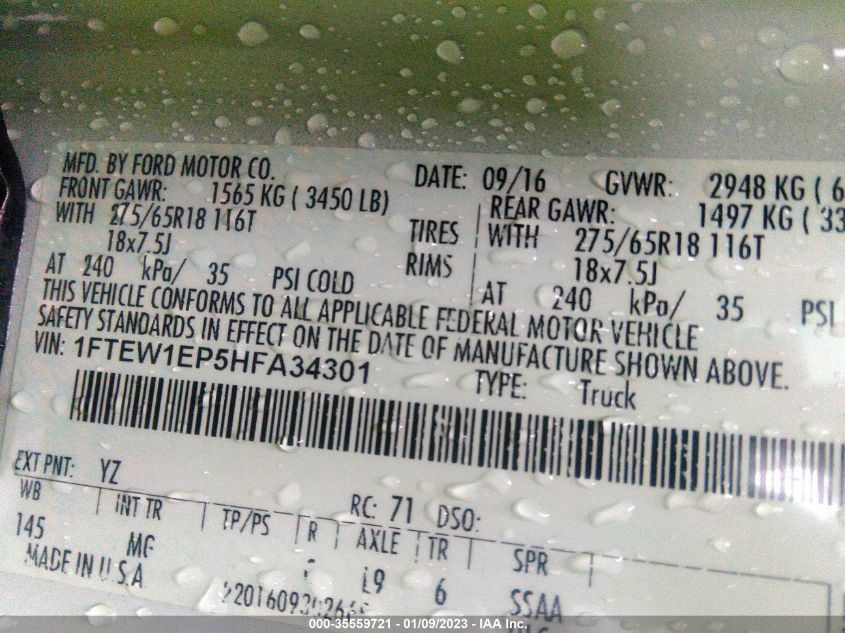 MFD. BY FORD MOTOR CO. DATE: 09/16 GVWR: 2948 KG ( 6
FRONT GAWR: 1565 KG ( 3450 LB) REAR GAWR: 1497 KG ( 33
WITH 275/65R18 116T TIRES WITH 275/65R18 116T
18x7.5J RIMS 18x7.5J
AT 240 kPa/ 35 PSI COLD AT 240 kPa/ 35 PSI
THIS VEHICLE CONFORMS TO ALL APPLICABLE FEDERAL MOTOR VEHICLE
SAFETY STANDARDS IN EFFECT ON THE DATE OF MANUFACTURE SHOWN ABOVE.
VIN: 1FTEW1EP5HFA34301 TYPE: Truck
EXT PNT: YZ RC: 71 DSO:
WB INT TR TP/PS R AXLE TR SPR
145 MG L9 6 SSAA
MADE IN U.S.A
000-35559721 - 01/09/2023 - IAA Inc.